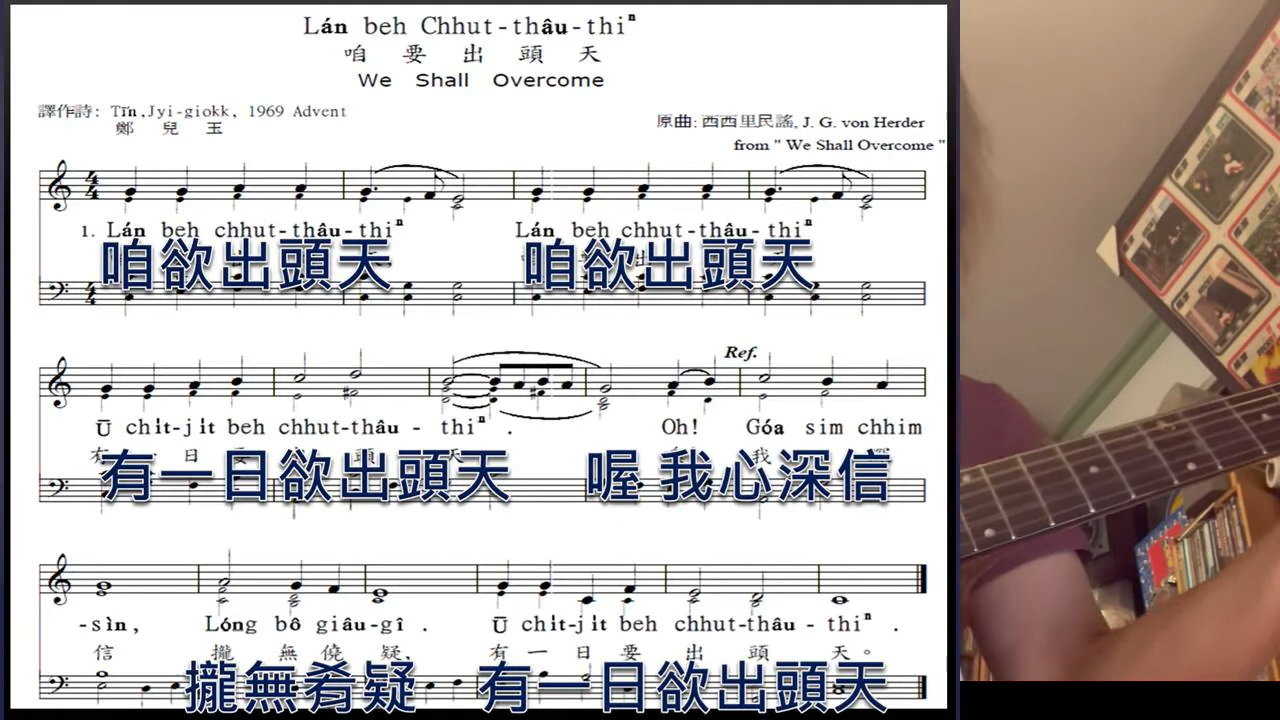 Lán beh Chhut-thâu-thiⁿ
咱 要 出 頭 天
We Shall Overcome
譯作詩: Tīn,Jyi-giokk, 1969 Advent
鄭 兒 玉
原曲: 西西里民謠, J. G. von Herder
from " We Shall Overcome "
1. Lán beh chhut-thâu-thiⁿ Lán beh chhut-thâu-thiⁿ
咱欲出頭天 咱欲出頭天
Ref.
Ū chi̍t-ji̍t beh chhut-thâu - thiⁿ . Oh! Góa sim chhim
有一日欲出頭天 喔 我心深信
-sìn, Lóng bô giâu-gî . Ū chi̍t-ji̍t beh chhut-thâu - thiⁿ .
信 攏 無 僥 疑, 有 一 日 要 出 頭 天。
攏無肴疑 有一日欲出頭天